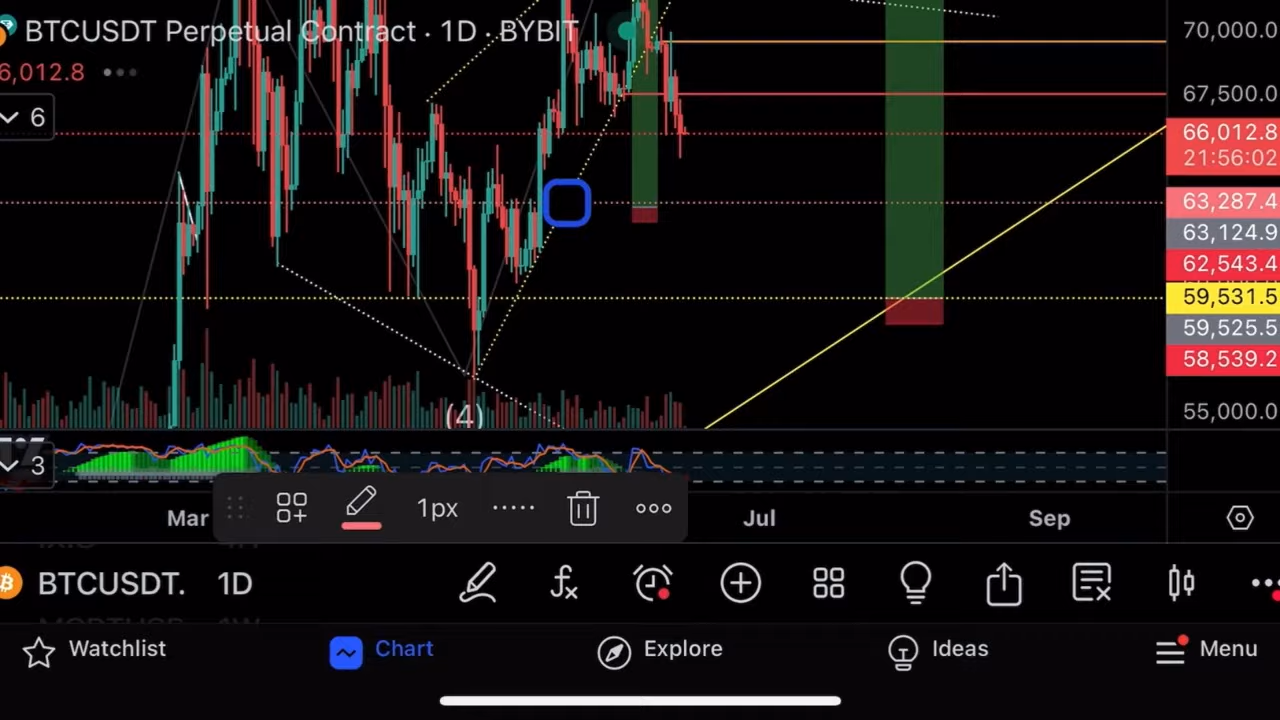 BTCUSDT Perpetual Contract · 1D · BYBIT
6,012.8
6
70,000.0
67,500.0
66,012.8
21:56:02
63,287.4
63,124.9
62,543.4
59,531.5
59,525.5
58,539.2
55,000.0
(4)
3
Mar
Jul
Sep
1px
BTCUSDT. 1D
Watchlist
Chart
Explore
Ideas
Menu